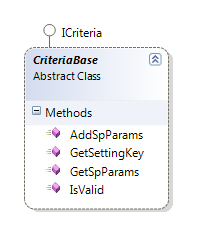 ICriteria
CriteriaBase
Abstract Class
Methods
AddSpParams
GetSettingKey
GetSpParams
IsValid